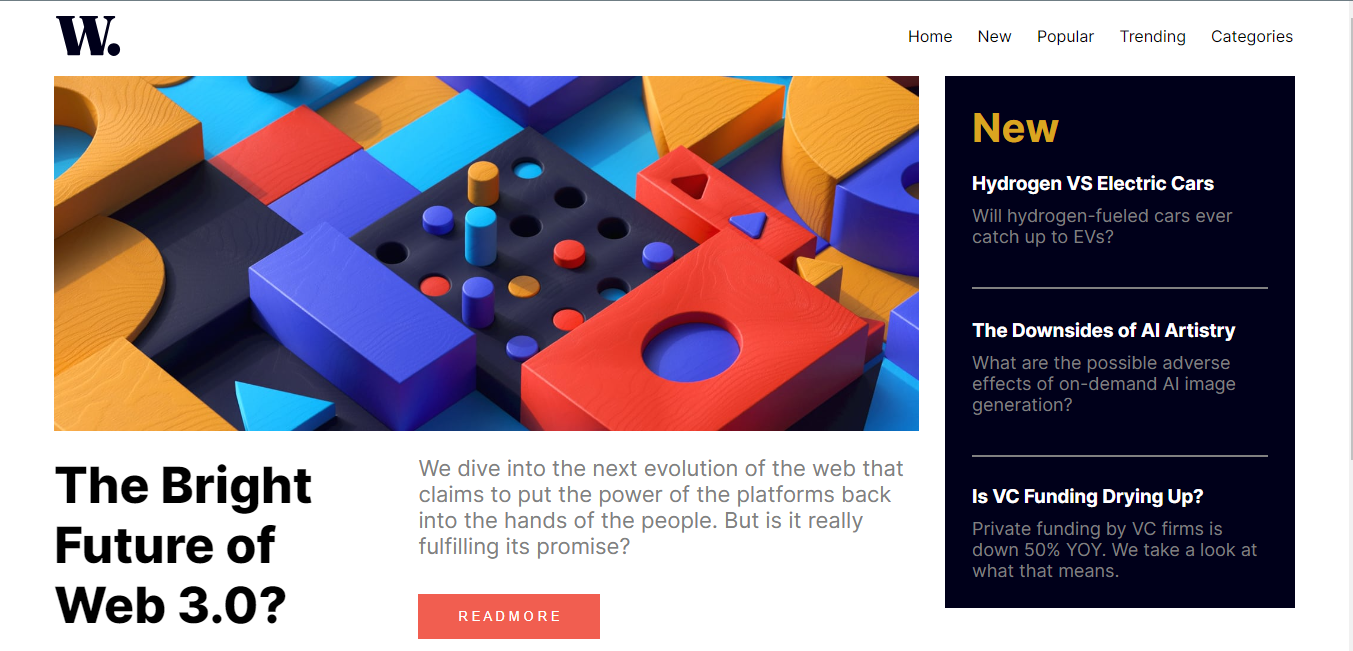 W.
Home New Popular Trending Categories
The Bright
Future of
Web 3.0?
We dive into the next evolution of the web that
claims to put the power of the platforms back
into the hands of the people. But is it really
fulfilling its promise?
READMORE
New
Hydrogen VS Electric Cars
Will hydrogen-fueled cars ever
catch up to EVs?
The Downsides of AI Artistry
What are the possible adverse
effects of on-demand AI image
generation?
Is VC Funding Drying Up?
Private funding by VC firms is
down 50% YOY. We take a look at
what that means.